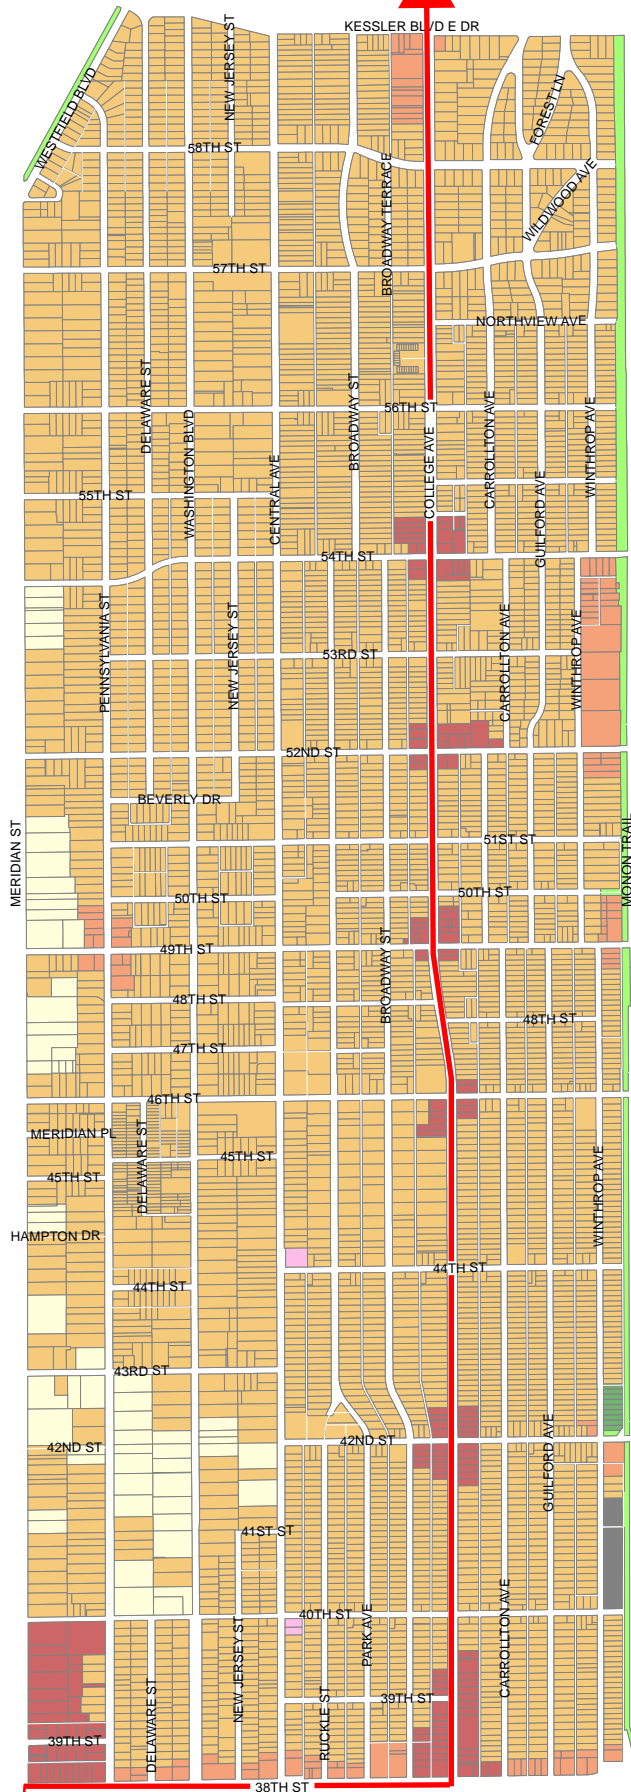 KESSLER BLVD E DR
NEW JERSEY ST
WESTFIELD BLVD
FOREST LN
58TH ST
BROADWAY TERRACE
WILDWOOD AVE
57TH ST
NORTHVIEW AVE
DELAWARE ST
BROADWAY ST
56TH ST
CARROLLTON AVE
WINTHROP AVE
WASHINGTON BLVD
CENTRAL AVE
COLLEGE AVE
GUILFORD AVE
55TH ST
54TH ST
PENNSYLVANIA ST
NEW JERSEY ST
CARROLLTON AVE
WINTHROP AVE
53RD ST
52ND ST
BEVERLY DR
MERIDIAN ST
51ST ST
MONON TRAIL
50TH ST
50TH ST
BROADWAY ST
49TH ST
48TH ST
48TH ST
47TH ST
46TH ST
MERIDIAN PL
DELAWARE ST
45TH ST
WINTHROP AVE
45TH ST
HAMPTON DR
44TH ST
44TH ST
43RD ST
GUILFORD AVE
42ND ST
42ND ST
41ST ST
CARROLLTON AVE
PARK AVE
40TH ST
NEW JERSEY ST
DELAWARE ST
RUCKLE ST
39TH ST
39TH ST
38TH ST